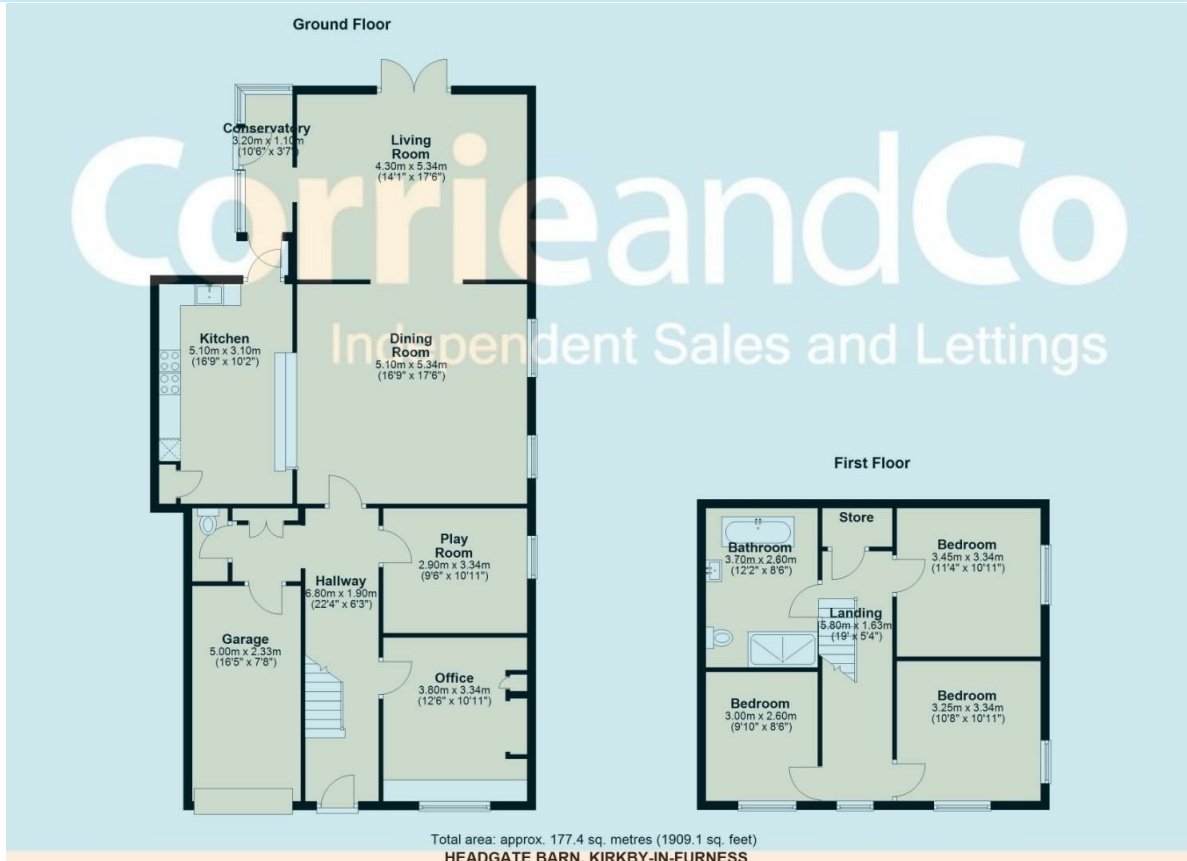 Ground Floor
Conservatory
3.20m x 1.10m
(10'6" x 3'7")
Living
Room
4.30m x 5.34m
(14'1" x 17'6")
CorrieandCo
Independent Sales and Lettings
Kitchen
5.10m x 3.10m
(16'9" x 10'2")
Dining
Room
5.10m x 5.34m
(16'9" x 17'6")
Play
Room
2.90m x 3.34m
(9'6" x 10'11")
Hallway
6.80m x 1.90m
(22'4" x 6'3")
Garage
5.00m x 2.33m
(16'5" x 7'8")
Office
3.80m x 3.34m
(12'6" x 10'11")
First Floor
Store
Bathroom
3.70m x 2.60m
(12'2" x 8'6")
Bedroom
3.45m x 3.34m
(11'4" x 10'11")
Landing
5.80m x 1.63m
(19' x 5'4")
Bedroom
3.00m x 2.60m
(9'10" x 8'6")
Bedroom
3.25m x 3.34m
(10'8" x 10'11")
Total area: approx. 177.4 sq. metres (1909.1 sq. feet)
HEADGATE BARN, KIRKBY-IN-FURNESS